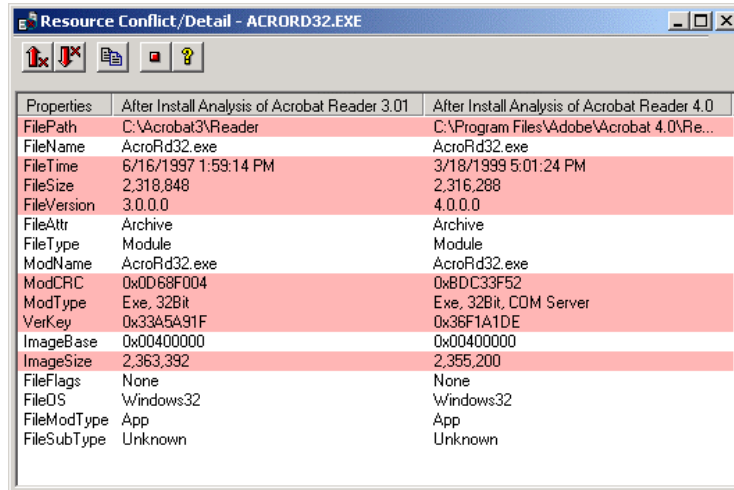 Resource Conflict/Detail - ACRORD32.EXE
Properties After Install Analysis of Acrobat Reader 3.01 After Install Analysis of Acrobat Reader 4.0
FilePath C:\Acrobat3\Reader C:\Program Files\Adobe\Acrobat 4.0\Re...
FileName AcroRd32.exe AcroRd32.exe
FileTime 6/16/1997 1:59:14 PM 3/18/1999 5:01:24 PM
FileSize 2,318,848 2,316,288
FileVersion 3.0.0.0 4.0.0.0
FileAttr Archive Archive
FileType Module Module
ModName AcroRd32.exe AcroRd32.exe
ModCRC 0x0D68F004 0xBDC33F52
ModType Exe, 32Bit Exe, 32Bit, COM Server
VerKey 0x33A5A91F 0x36F1A1DE
ImageBase 0x00400000 0x00400000
ImageSize 2,363,392 2,355,200
FileFlags None None
FileOS Windows32 Windows32
FileModType App App
FileSubType Unknown Unknown